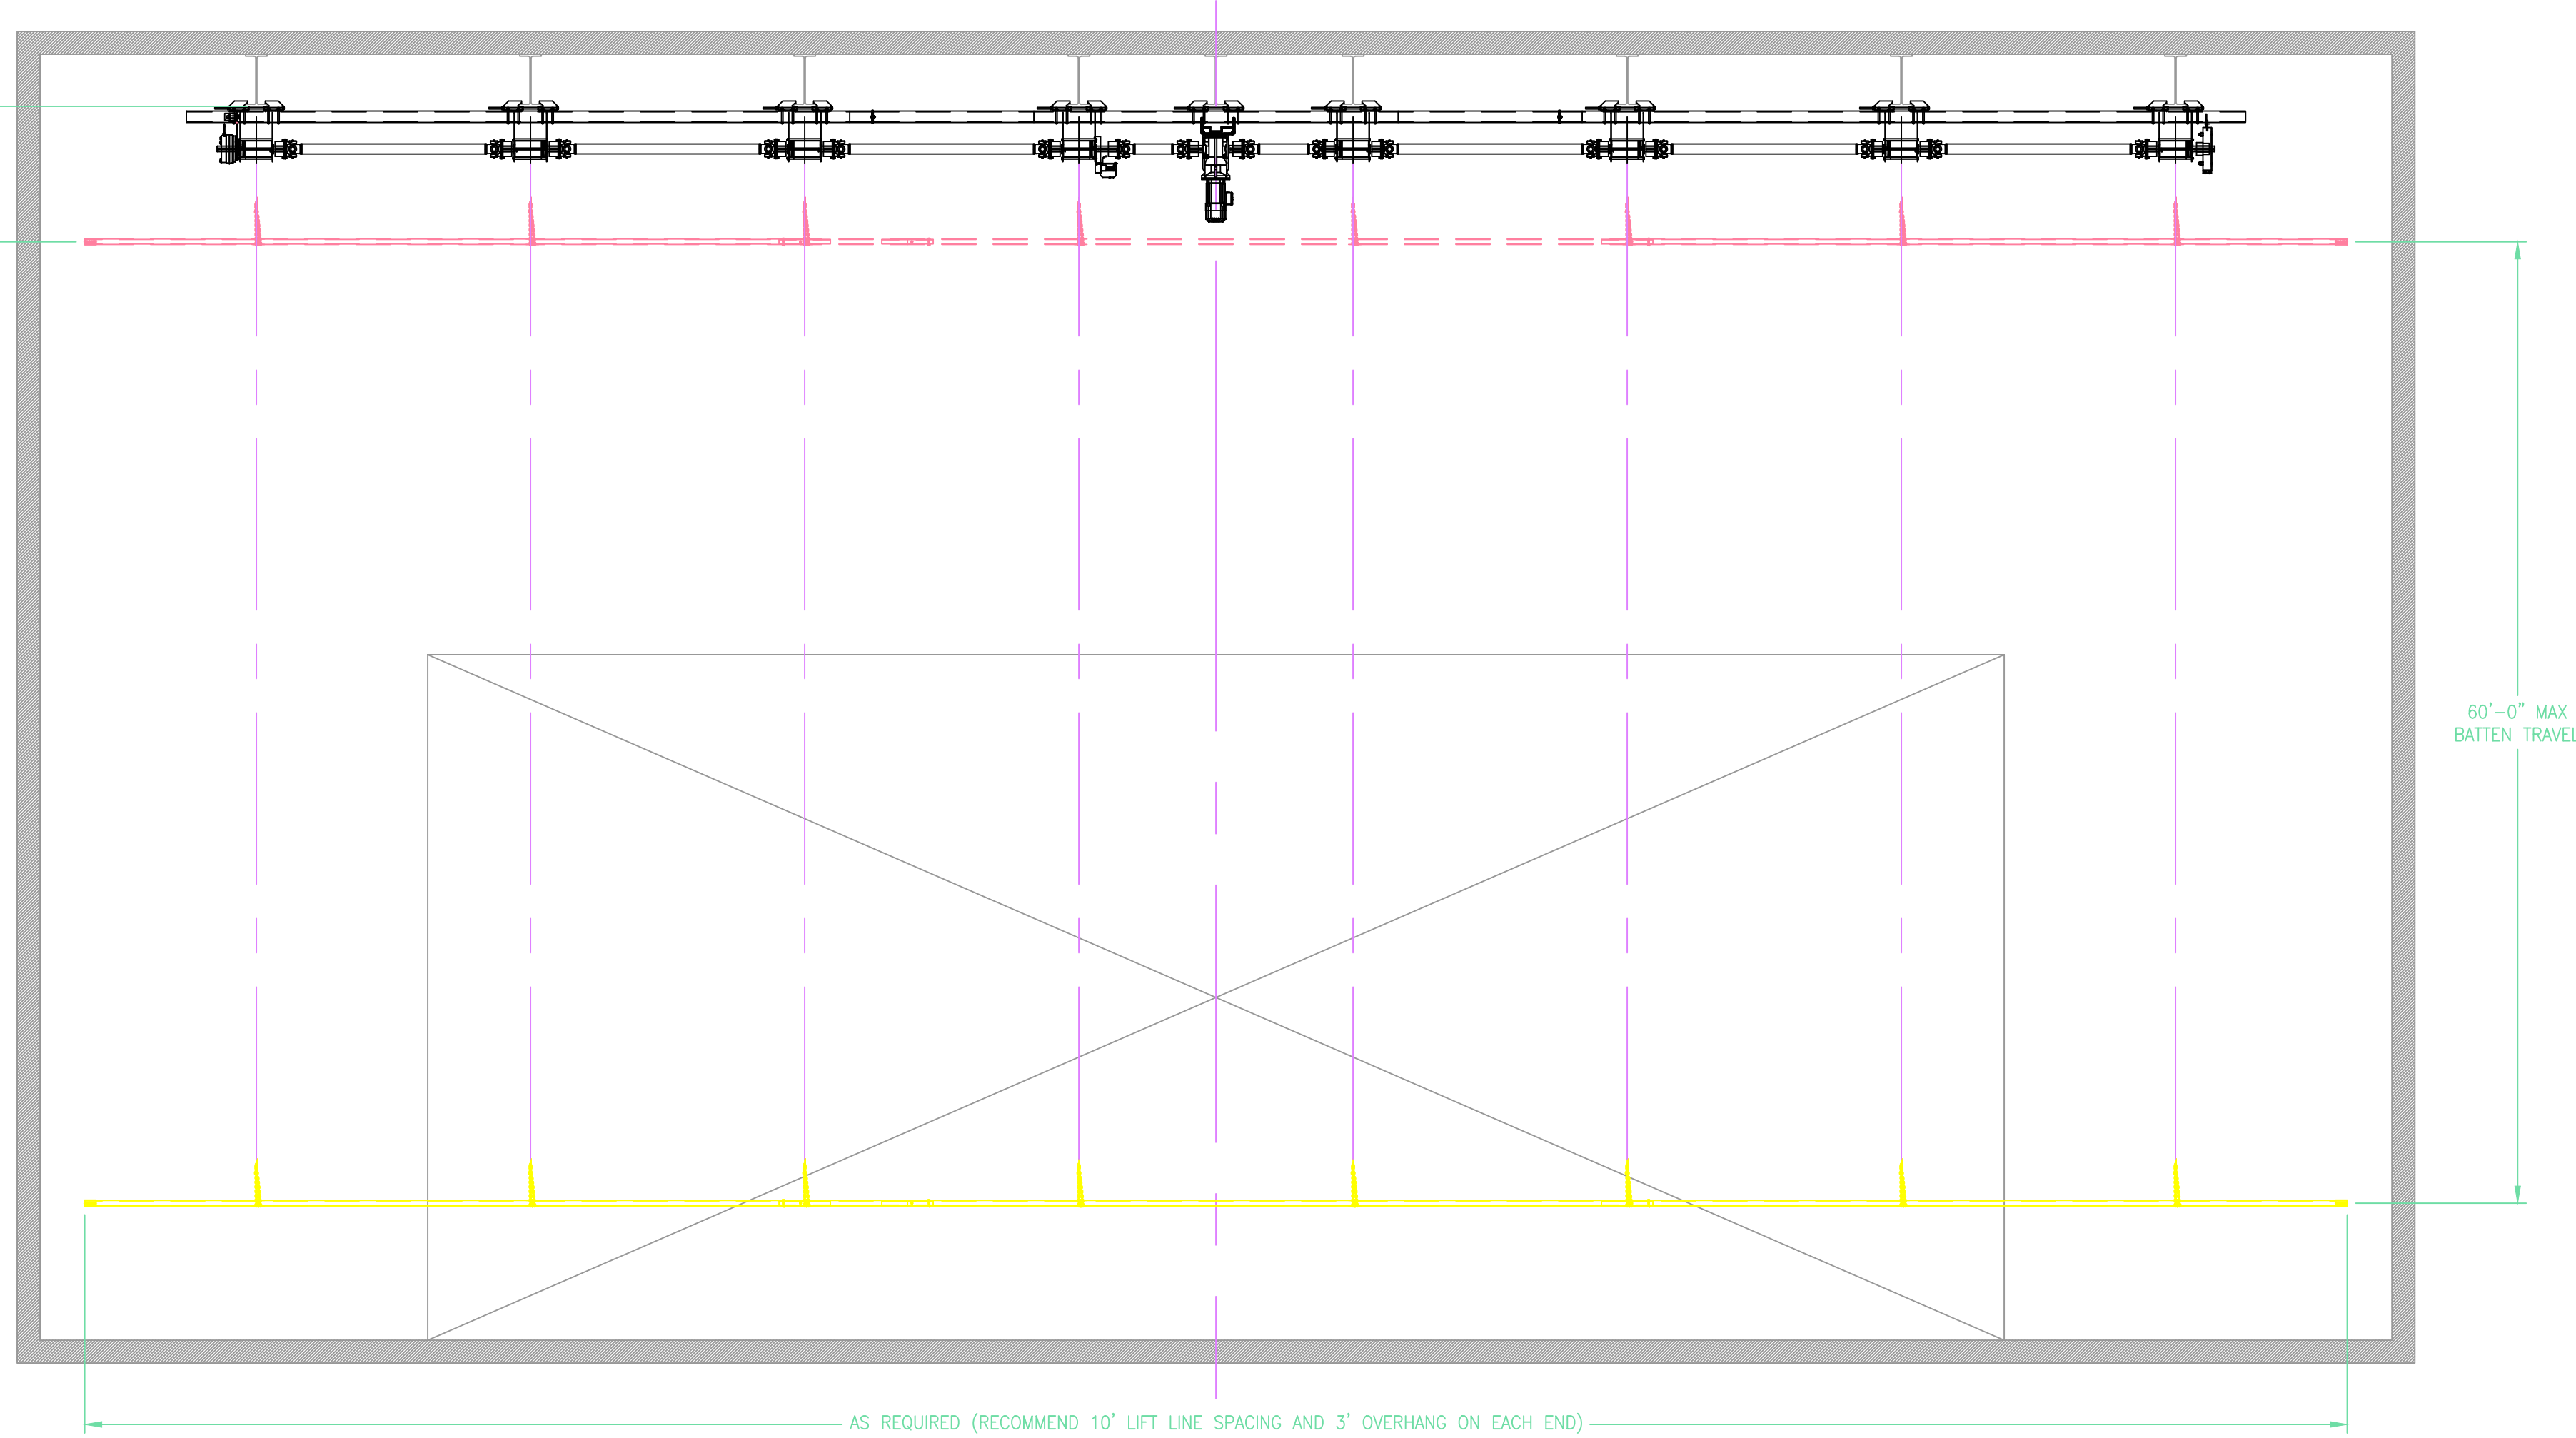 60'-0" MAX
BATTEN TRAVEL
AS REQUIRED (RECOMMEND 10' LIFT LINE SPACING AND 3' OVERHANG ON EACH END)